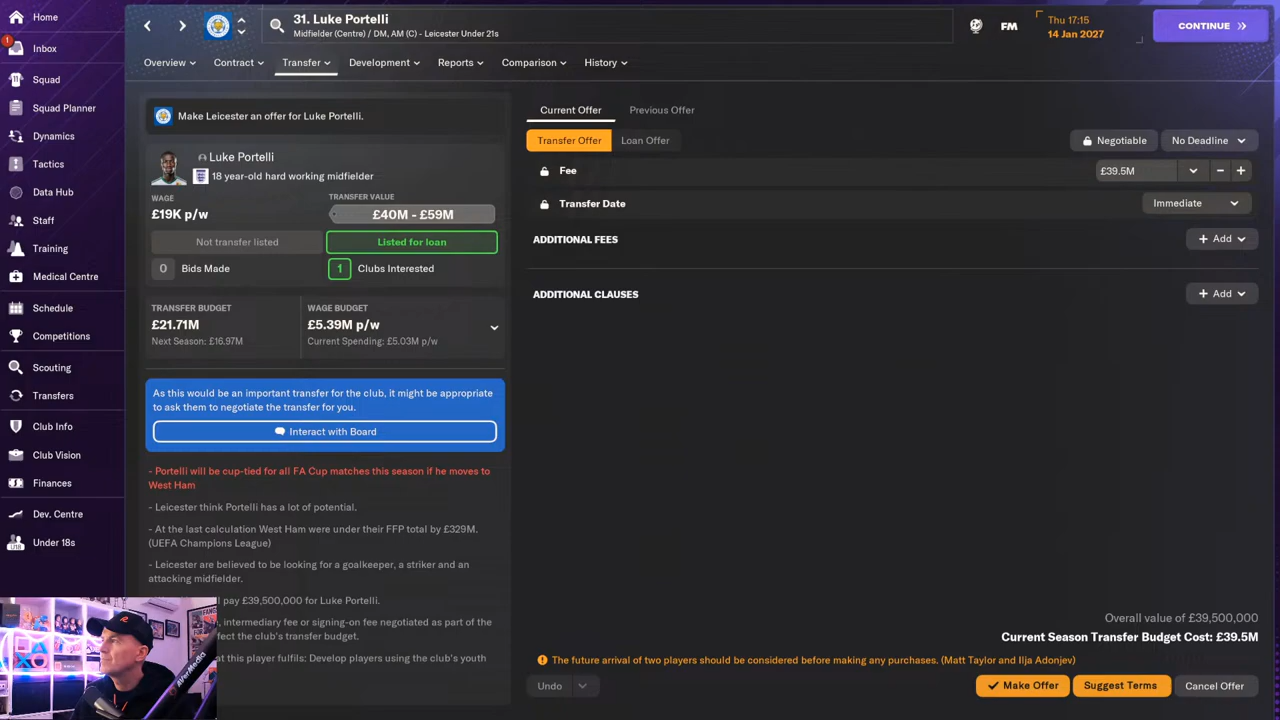 Home
1
Inbox
Squad
Squad Planner
Dynamics
Tactics
Data Hub
Staff
Training
Medical Centre
Schedule
Competitions
Scouting
Transfers
Club Info
Club Vision
Finances
Dev. Centre
Under 18s
31. Luke Portelli
Midfielder (Centre) / DM, AM (C) - Leicester Under 21s
FM
Thu 17:15
14 Jan 2027
CONTINUE
Overview
Contract
Transfer
Development
Reports
Comparison
History
Make Leicester an offer for Luke Portelli.
Luke Portelli
18 year-old hard working midfielder
WAGE
£19K p/w
TRANSFER VALUE
£40M - £59M
Not transfer listed
Listed for loan
0 Bids Made
1 Clubs Interested
TRANSFER BUDGET
£21.71M
Next Season: £16.97M
WAGE BUDGET
£5.39M p/w
Current Spending: £5.03M p/w
As this would be an important transfer for the club, it might be appropriate
to ask them to negotiate the transfer for you.
Interact with Board
- Portelli will be cup-tied for all FA Cup matches this season if he moves to
West Ham
- Leicester think Portelli has a lot of potential.
- At the last calculation West Ham were under their FFP total by £329M.
(UEFA Champions League)
- Leicester are believed to be looking for a goalkeeper, a striker and an
attacking midfielder.
pay £39,500,000 for Luke Portelli.
, intermediary fee or signing-on fee negotiated as part of the
fect the club's transfer budget.
t this player fulfils: Develop players using the club's youth
Current Offer
Previous Offer
Transfer Offer
Loan Offer
Negotiable
No Deadline
Fee
£39.5M
Transfer Date
Immediate
ADDITIONAL FEES
+ Add
ADDITIONAL CLAUSES
+ Add
Overall value of £39,500,000
Current Season Transfer Budget Cost: £39.5M
The future arrival of two players should be considered before making any purchases. (Matt Taylor and Ilja Adonjev)
Undo
Make Offer
Suggest Terms
Cancel Offer